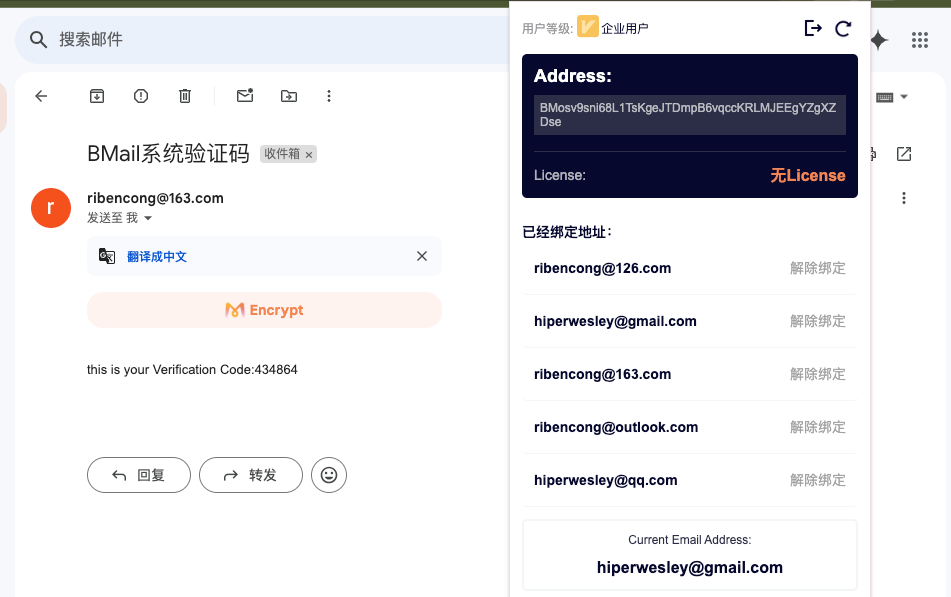 搜索邮件
BMail系统验证码
收件箱 ×
r
ribencong@163.com
发送至 我
翻译成中文
Encrypt
this is your Verification Code:434864
回复
转发
用户等级:
企业用户
Address:
BMosv9sni68L1TsKgeJTDmpB6vqccKRLMJEEgYZgXZ
Dse
License:
无License
已经绑定地址：
ribencong@126.com
解除绑定
hiperwesley@gmail.com
解除绑定
ribencong@163.com
解除绑定
ribencong@outlook.com
解除绑定
hiperwesley@qq.com
解除绑定
Current Email Address:
hiperwesley@gmail.com